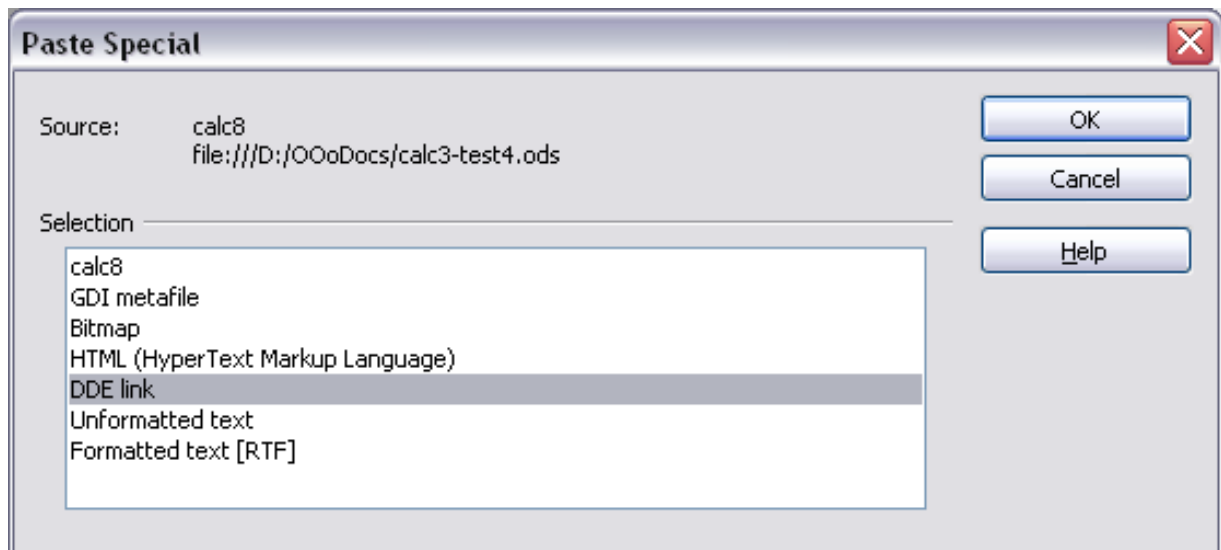 Paste Special
Source: calc8
file:///D:/OOoDocs/calc3-test4.ods
OK
Cancel
Help
Selection
calc8
GDI metafile
Bitmap
HTML (HyperText Markup Language)
DDE link
Unformatted text
Formatted text [RTF]